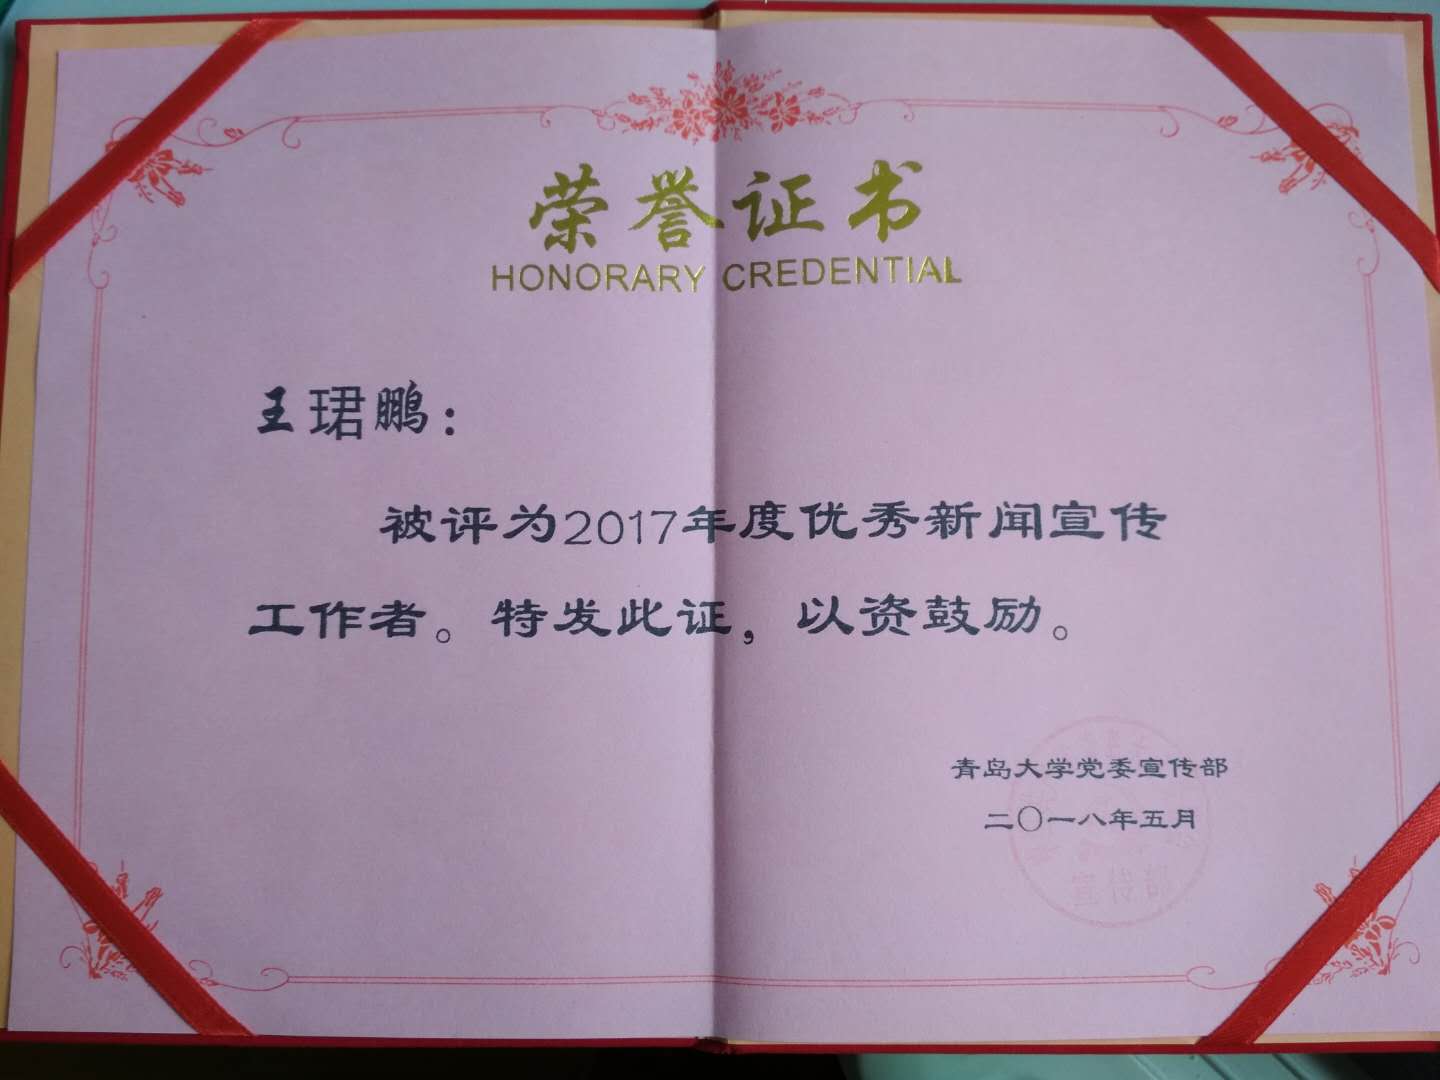 荣誉证书
HONORARY CREDENTIAL
王珺鹏：
被评为2017年度优秀新闻宣传
工作者。特发此证，以资鼓励。
青岛大学党委宣传部
二〇一八年五月